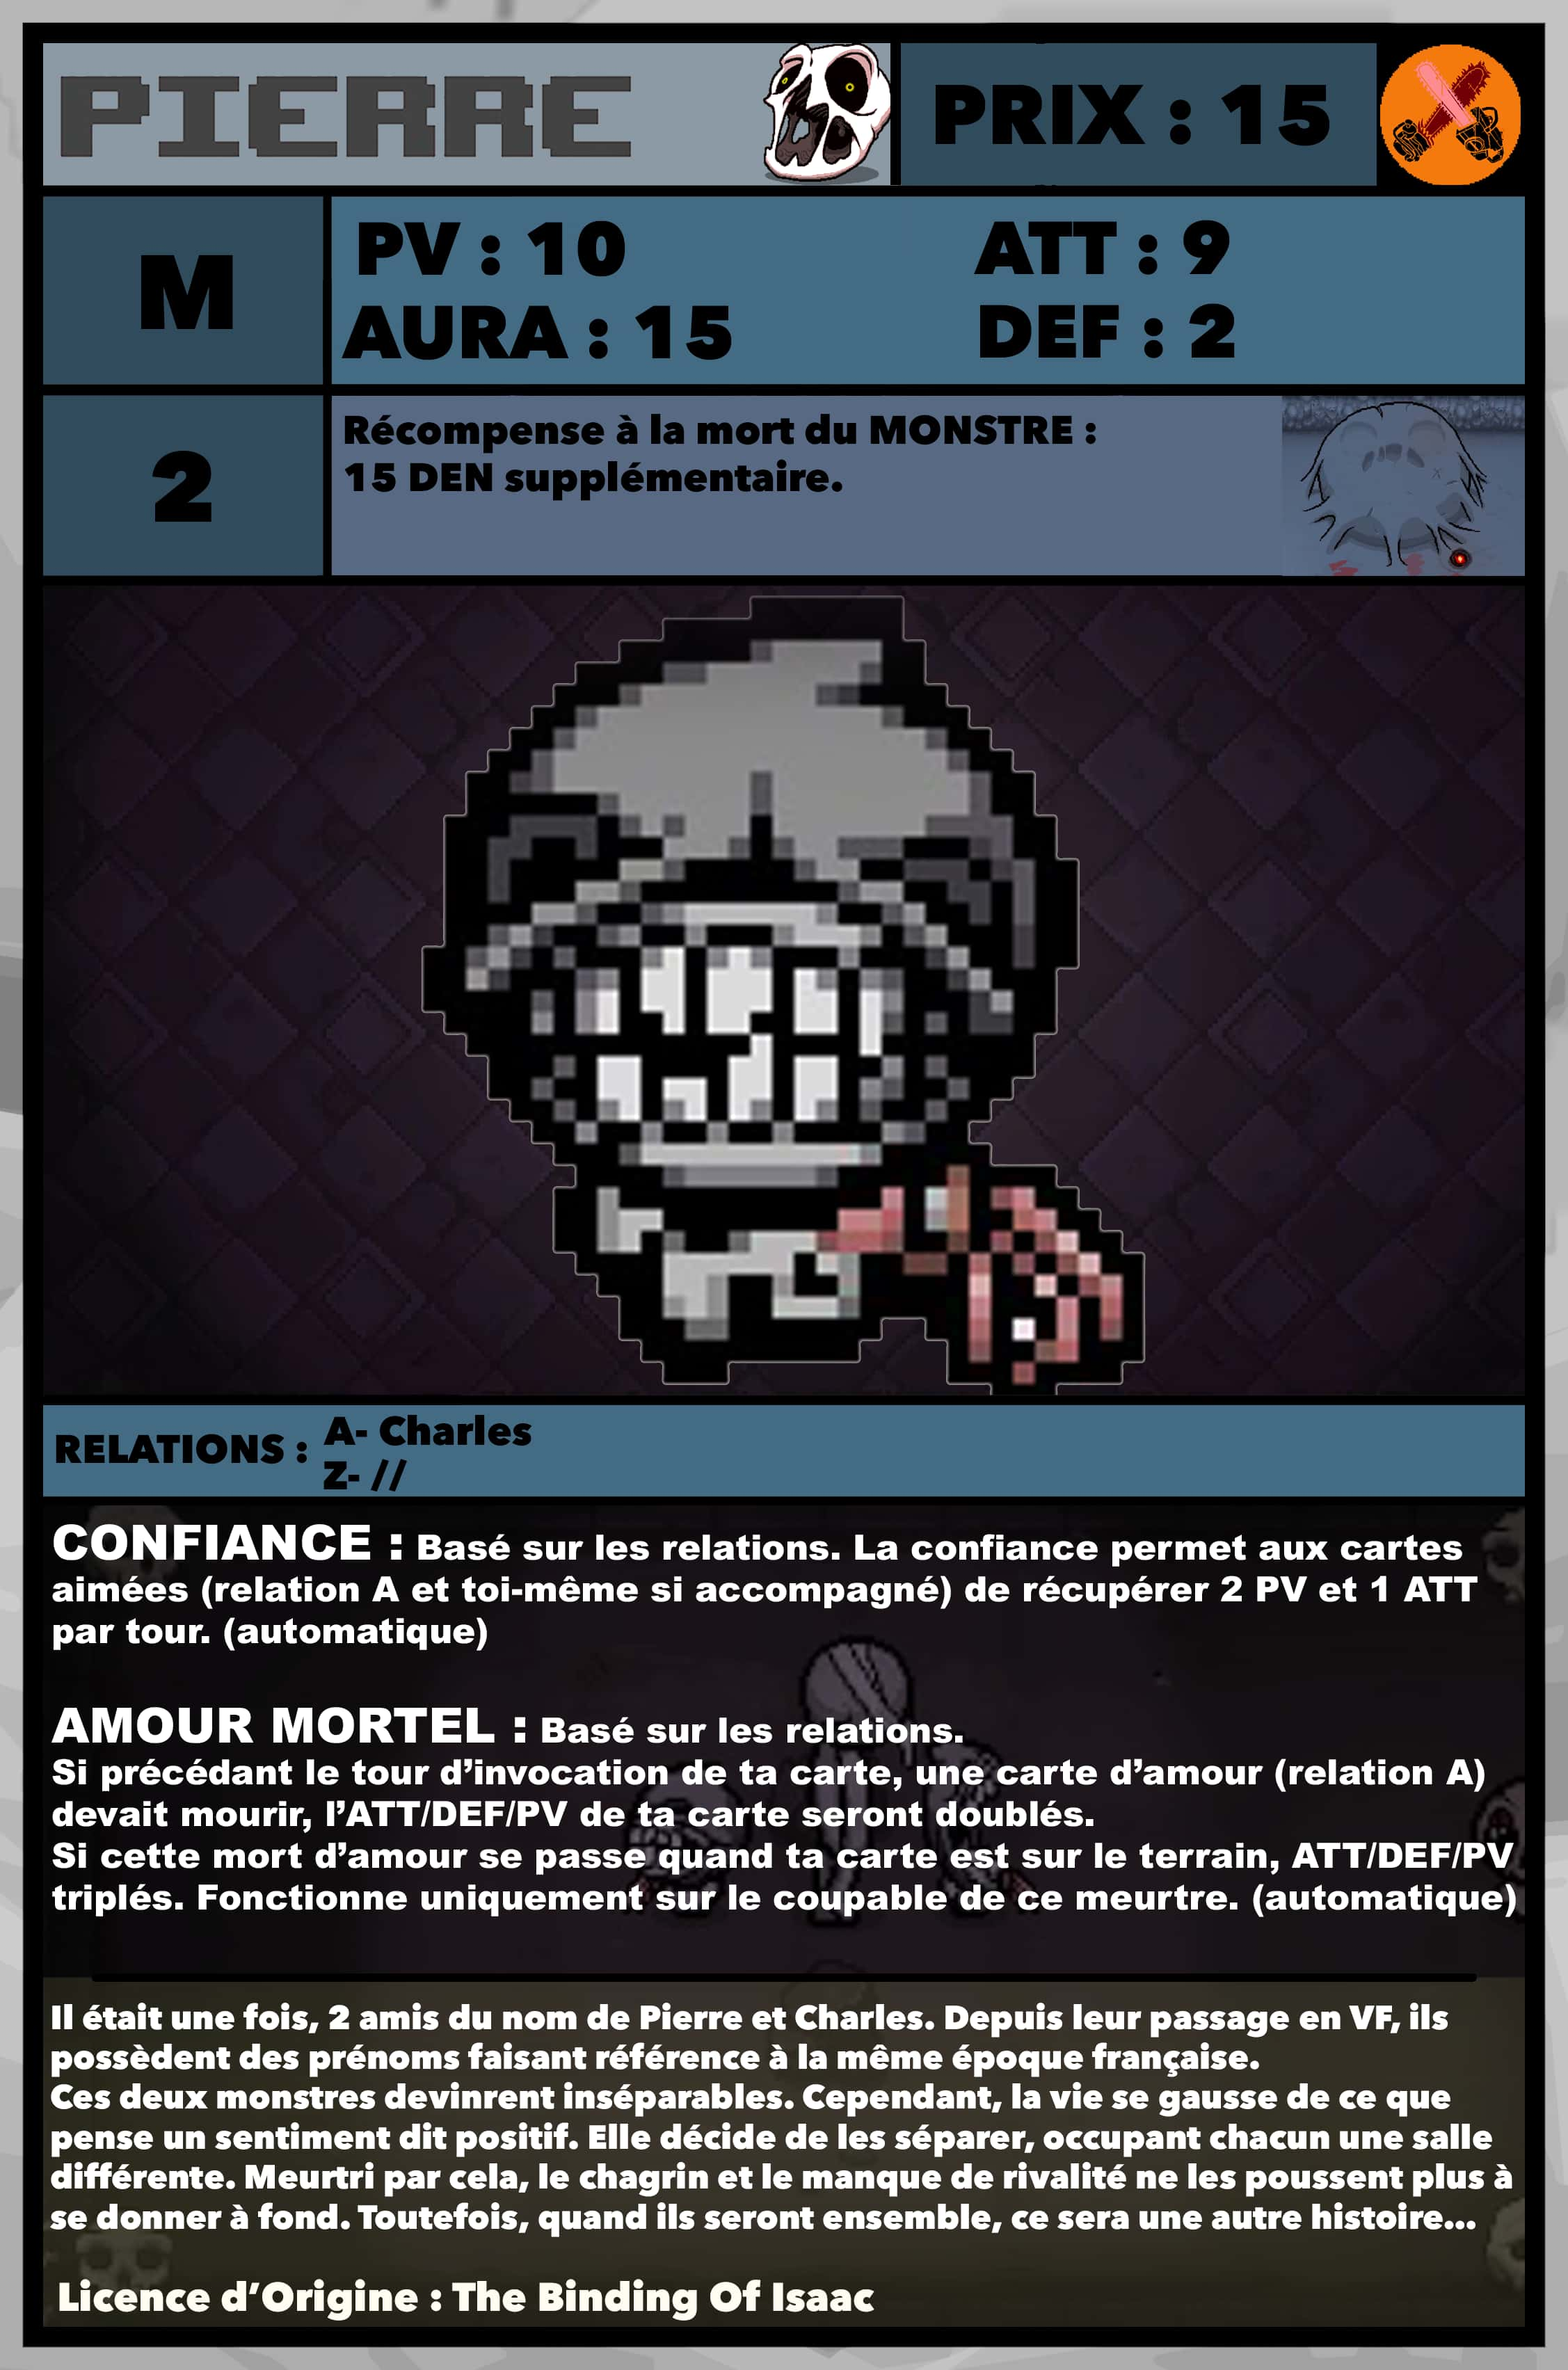 PIERRE
PRIX : 15
M
PV : 10
ATT : 9
AURA : 15
DEF : 2
2
Récompense à la mort du MONSTRE :
15 DEN supplémentaire.
RELATIONS :
A- Charles
Z- //
CONFIANCE : Basé sur les relations. La confiance permet aux cartes
aimées (relation A et toi-même si accompagné) de récupérer 2 PV et 1 ATT
par tour. (automatique)
AMOUR MORTEL : Basé sur les relations.
Si précédant le tour d’invocation de ta carte, une carte d’amour (relation A)
devait mourir, l’ATT/DEF/PV de ta carte seront doublés.
Si cette mort d’amour se passe quand ta carte est sur le terrain, ATT/DEF/PV
triplés. Fonctionne uniquement sur le coupable de ce meurtre. (automatique)
Il était une fois, 2 amis du nom de Pierre et Charles. Depuis leur passage en VF, ils
possèdent des prénoms faisant référence à la même époque française.
Ces deux monstres devinrent inséparables. Cependant, la vie se gausse de ce que
pense un sentiment dit positif. Elle décide de les séparer, occupant chacun une salle
différente. Meurtri par cela, le chagrin et le manque de rivalité ne les poussent plus à
se donner à fond. Toutefois, quand ils seront ensemble, ce sera une autre histoire...
Licence d’Origine : The Binding Of Isaac